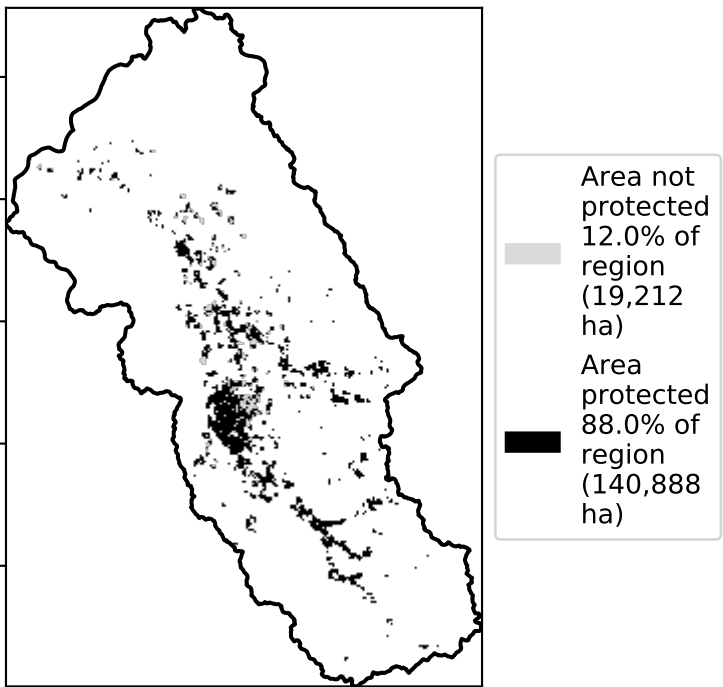 Area not
protected
12.0% of
region
(19,212
ha)
Area
protected
88.0% of
region
(140,888
ha)